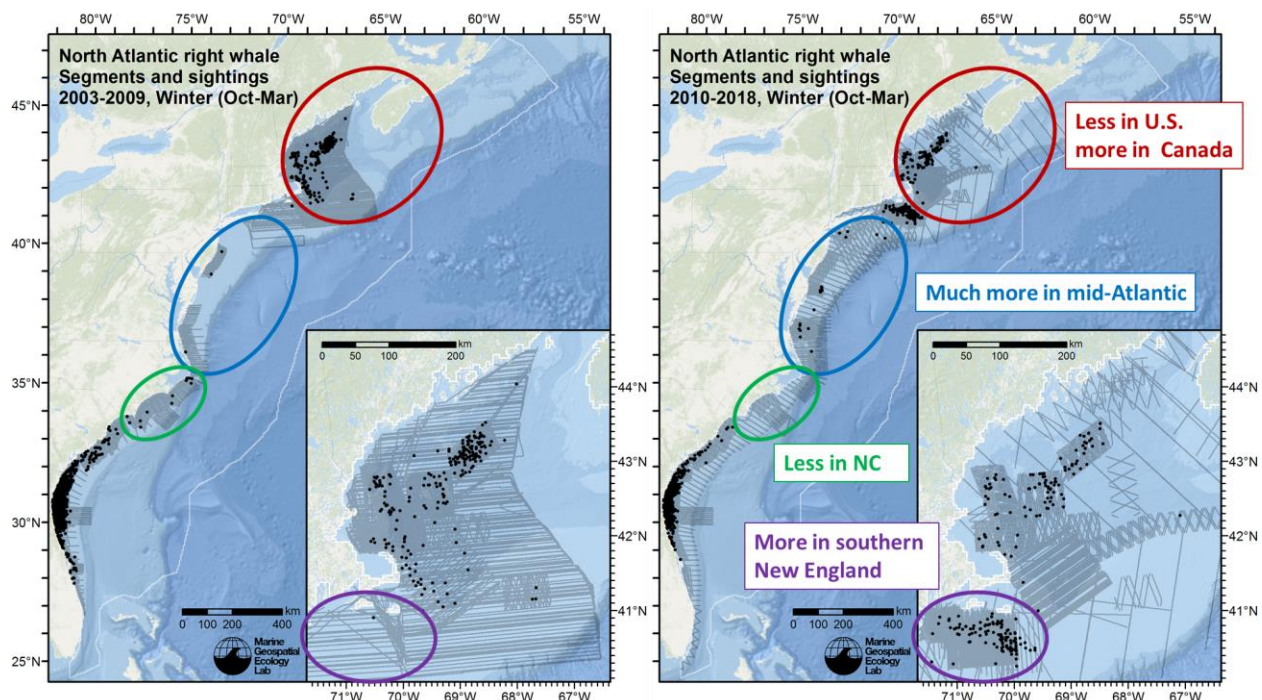 80°W 75°W 70°W 65°W 60°W 55°W
North Atlantic right whale
Segments and sightings
2003-2009, Winter (Oct-Mar)
45°N
40°N
35°N
30°N
25°N
km
0 50 100 200
44°N
43°N
42°N
41°N
71°W 70°W 69°W 68°W 67°W
km
0 100 200 400
Marine
Geospatial
Ecology
Lab
80°W 75°W 70°W 65°W 60°W 55°W
North Atlantic right whale
Segments and sightings
2010-2018, Winter (Oct-Mar)
45°N
40°N
35°N
30°N
25°N
Less in U.S.
more in Canada
Much more in mid-Atlantic
Less in NC
More in southern
New England
km
0 50 100 200
44°N
43°N
42°N
41°N
71°W 70°W 69°W 68°W 67°W
km
0 100 200 400
Marine
Geospatial
Ecology
Lab